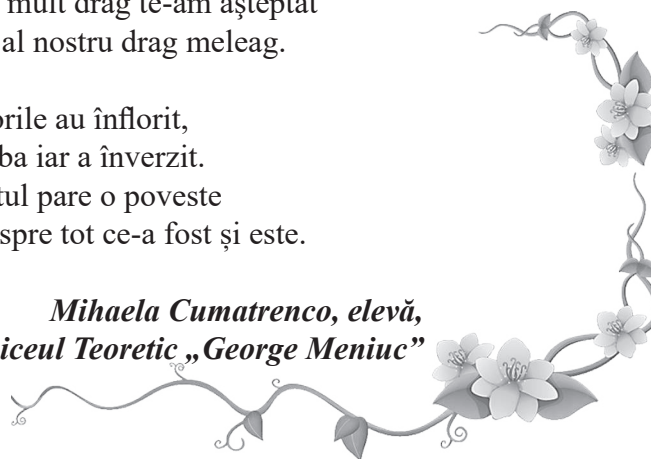 mult drag te-am aşteptat
al nostru drag meleag.
orile au înflorit,
ba iar a înverzit.
tul pare o poveste
spre tot ce-a fost și este.
Mihaela Cumatrenco, elevă,
iceul Teoretic „George Meniuc”